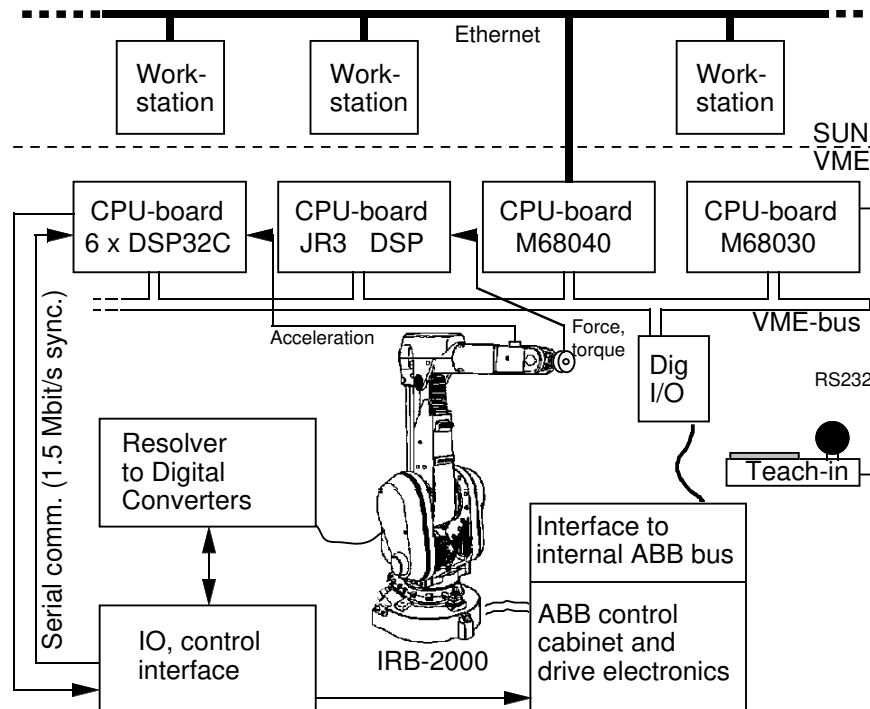 Ethernet
Work-
station
Work-
station
Work-
station
SUN
VME
CPU-board
6 x DSP32C
CPU-board
JR3 DSP
CPU-board
M68040
CPU-board
M68030
VME-bus
Acceleration
Force,
torque
Dig
I/O
RS232
Serial comm. (1.5 Mbit/s sync.)
Resolver
to Digital
Converters
Teach-in
Interface to
internal ABB bus
IO, control
interface
IRB-2000
ABB control
cabinet and
drive electronics